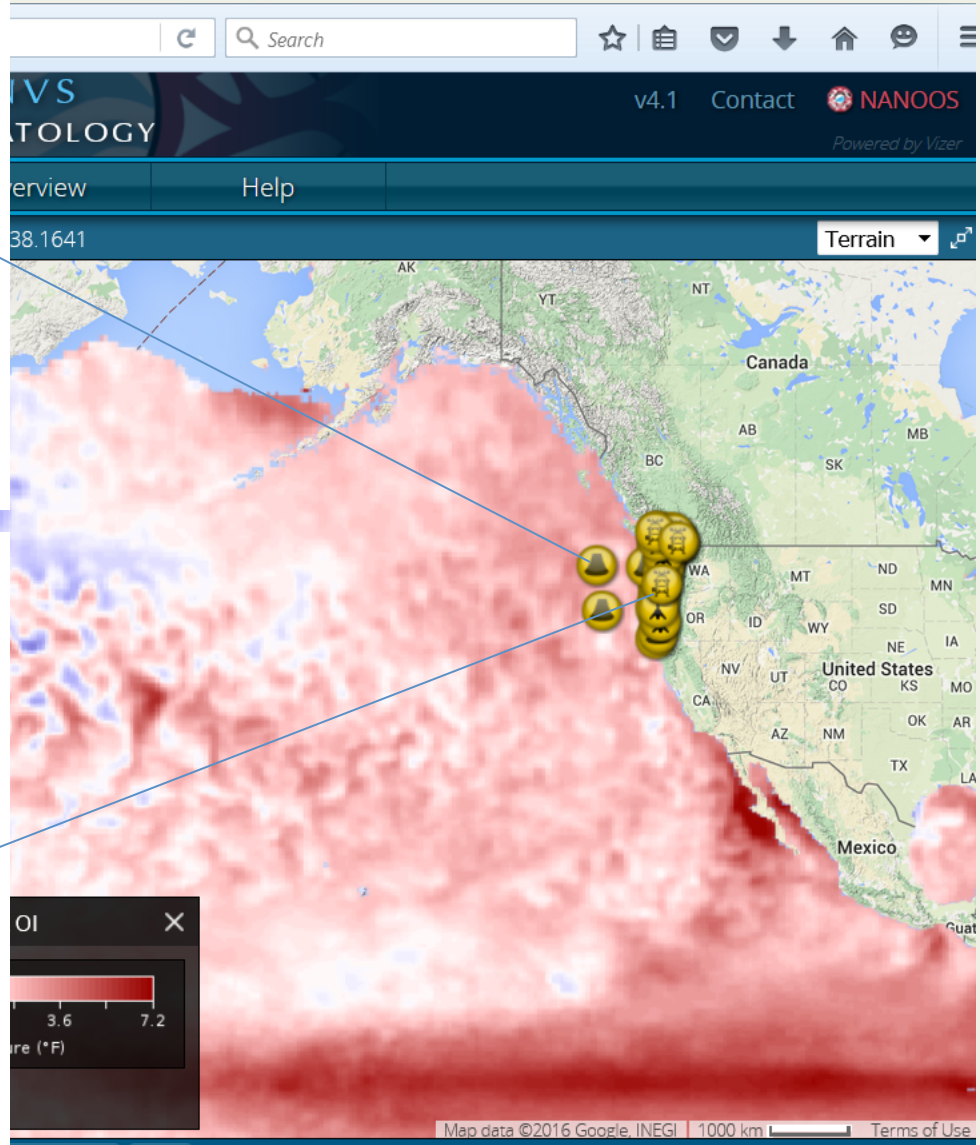 Search
NVS
v4.1 Contact NANOOS
TOLOGY
Powered by Vizer
erview Help
38.1641
Terrain
AK
YT
NT
Canada
AB
MB
BC
SK
WA
MT
ND
MN
OR
ID
SD
WY
NE
IA
NV
UT
United States
CO
KS
MO
CA
OK
AR
AZ
NM
TX
LA
Mexico
Guat
OI
3.6 7.2
ure (°F)
Map data ©2016 Google, INEGI 1000 km Terms of Use